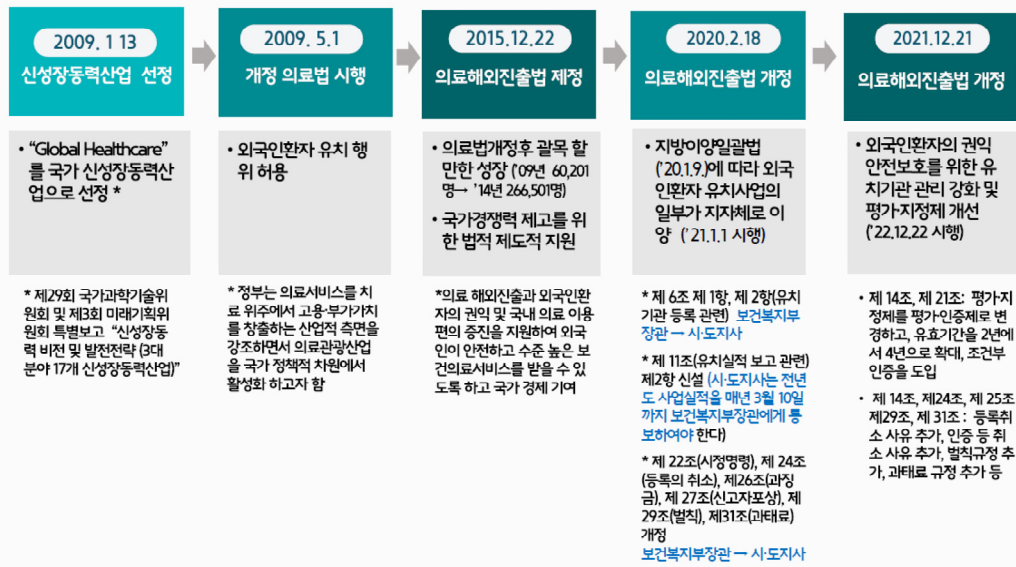 2009. 1 13
신성장동력산업 선정
• “Global Healthcare”
를 국가 신성장동력산
업으로 선정 *
* 제29회 국가과학기술위
원회 및 제3회 미래기획위
원회 특별보고 “신성장동
력 비전 및 발전전략 (3대
분야 17개 신성장동력산업)”
2009. 5.1
개정 의료법 시행
• 외국인환자 유치 행
위 허용
* 정부는 의료서비스를 치
료 위주에서 고용·부가가치
를 창출하는 산업적 측면을
강조하면서 의료관광산업
을 국가 정책적 차원에서
활성화 하고자 함
2015.12.22
의료해외진출법 제정
• 의료법개정후 괄목 할
만한 성장 ('09년 60,201
명→ '14년 266,501명)
• 국가경쟁력 제고를 위
한 법적 제도적 지원
*의료 해외진출과 외국인환
자의 권익 및 국내 의료 이용
편의 증진을 지원하여 외국
인이 안전하고 수준 높은 보
건의료서비스를 받을 수 있
도록 하고 국가 경제 기여
2020.2.18
의료해외진출법 개정
• 지방이양일괄법
('20.1.9.)에 따라 외국
인환자 유치사업의
일부가 지자체로 이
양 ('21.1.1 시행)
* 제 6조 제 1항, 제 2항(유치
기관 등록 관련) 보건복지부
장관 → 시·도지사
* 제 11조(유치실적 보고 관련)
제2항 신설 (시·도지사는 전년
도 사업실적을 매년 3월 10일
까지 보건복지부장관에게 통
보하여야 한다)
* 제 22조(시정명령), 제 24조
(등록의 취소), 제26조(과징
금), 제 27조(신고자포상), 제
29조(벌칙), 제31조(과태료)
개정
보건복지부장관 → 시·도지사
2021.12.21
의료해외진출법 개정
• 외국인환자의 권익
안전보호를 위한 유
치기관 관리 강화 및
평가·지정제 개선
('22.12.22 시행)
• 제 14조, 제 21조: 평가·지
정제를 평가·인증제로 변
경하고, 유효기간을 2년에
서 4년으로 확대, 조건부
인증을 도입
• 제 14조, 제24조, 제 25조
제29조, 제 31조 : 등록취
소 사유 추가, 인증 등 취
소 사유 추가, 벌칙규정 추
가, 과태료 규정 추가 등